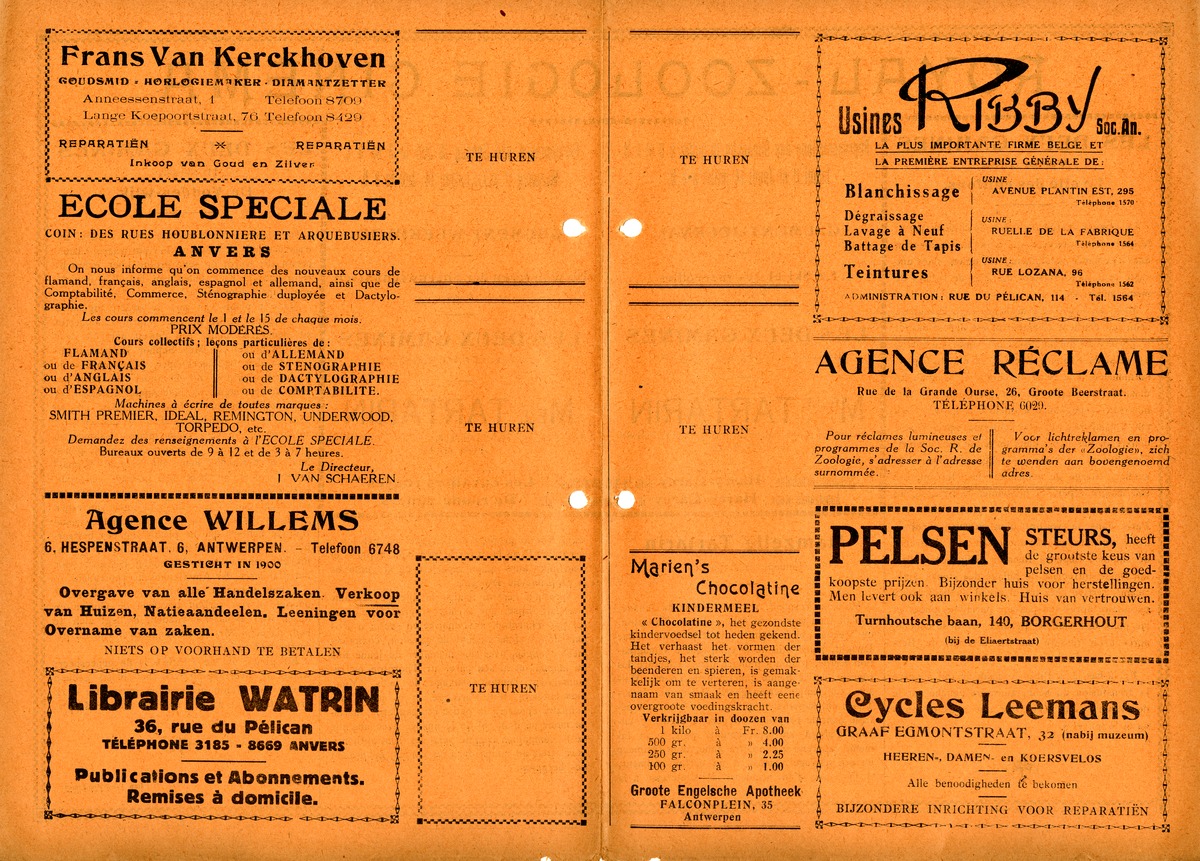 Frans Van Kerckhoven
GOUDSMID - HORLOGIEMAKER - DIAMANTZETTER
Anneessenstraat, 1 Telefoon 8709
Lange Koepoortstraat, 76 Telefoon 8429
REPARATIËN REPARATIËN
Inkoop van Goud en Zilver
ECOLE SPECIALE
COIN: DES RUES HOUBLONNIERE ET ARQUEBUSIERS.
ANVERS
On nous informe qu'on commence des nouveaux cours de
flamand, français, anglais, espagnol et allemand, ainsi que de
Comptabilité, Commerce, Sténographie duployée et Dactylo-
graphie.
Les cours commencent le 1 et le 15 de chaque mois.
PRIX MODÉRÉS.
Cours collectifs; leçons particulières de:
FLAMAND
ou de FRANÇAIS
ou d'ANGLAIS
ou d'ESPAGNOL
ou d'ALLEMAND
ou de STENOGRAPHIE
ou de DACTYLOGRAPHIE
ou de COMPTABILITE.
Machines à écrire de toutes marques:
SMITH PREMIER, IDEAL, REMINGTON, UNDERWOOD,
TORPEDO, etc.
Demandez des renseignements à l'ECOLE SPECIALE.
Bureaux ouverts de 9 à 12 et de 3 à 7 heures.
Le Directeur,
I VAN SCHAEREN
Agence WILLEMS
6, HESPENSTRAAT, 6, ANTWERPEN. - Telefoon 6748
GESTICHT IN 1900
Overgave van alle Handelszaken. Verkoop
van Huizen, Natieaandeelen, Leeningen voor
Overname van zaken.
NIETS OP VOORHAND TE BETALEN
Librairie WATRIN
36, rue du Pélican
TÉLÉPHONE 3185 - 8669 ANVERS
Publications et Abonnements.
Remises à domicile.
TE HUREN
TE HUREN
TE HUREN
TE HUREN
TE HUREN
Marien's
Chocolatine
KINDERMEEL
« Chocolatine », het gezondste
kindervoedsel tot heden gekend.
Het verhaast het vormen der
tandjes, het sterk worden der
beenderen en spieren, is gemak-
kelijk om te verteren, is aange-
naam van smaak en heeft eene
overgroote voedingskracht.
Verkrijgbaar in doozen van
1 kilo à Fr. 8.00
500 gr. à » 4.00
250 gr. à » 2.25
100 gr. à » 1.00
Groote Engelsche Apotheek
FALCONPLEIN, 35
Antwerpen
Usines RIBBY Soc. An.
LA PLUS IMPORTANTE FIRME BELGE ET
LA PREMIÈRE ENTREPRISE GÉNÉRALE DE:
Blanchissage
USINE
AVENUE PLANTIN EST, 295
Téléphone 1570
Dégraissage
Lavage à Neuf
Battage de Tapis
USINE:
RUELLE DE LA FABRIQUE
Téléphone 1564
Teintures
USINE:
RUE LOZANA, 96
Téléphone 1562
ADMINISTRATION: RUE DU PÉLICAN, 114 - Tél. 1564
AGENCE RÉCLAME
Rue de la Grande Ourse, 26, Groote Beerstraat.
TÉLÉPHONE 6029.
Pour réclames lumineuses et
programmes de la Soc. R. de
Zoologie, s'adresser à l'adresse
surnommée.
Voor lichtreklamen en pro-
gramma's der «Zoologie», zich
te wenden aan bovengenoemd
adres.
PELSEN STEURS, heeft
de grootste keus van
pelsen en de goed-
koopste prijzen. Bijzonder huis voor herstellingen.
Men levert ook aan winkels. Huis van vertrouwen.
Turnhoutsche baan, 140, BORGERHOUT
(bij de Eliaertstraat)
Cycles Leemans
GRAAF EGMONTSTRAAT, 32 (nabij muzeum)
HEEREN-, DAMEN- en KOERSVELOS
Alle benoodigheden te bekomen
BIJZONDERE INRICHTING VOOR REPARATIËN